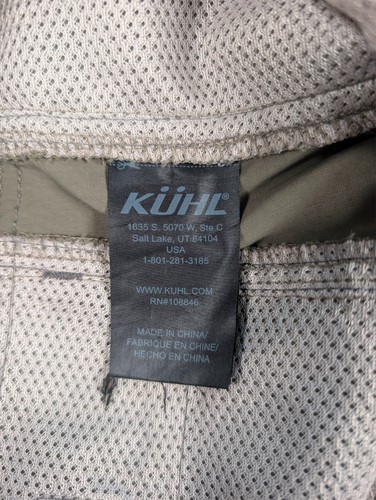 KÜHL®
1635 S. 5070 W, Ste C
Salt Lake, UT 84104
USA
1-801-281-3185
WWW.KUHL.COM
RN#108846
MADE IN CHINA/
FABRIQUE EN CHINE/
HECHO EN CHINA